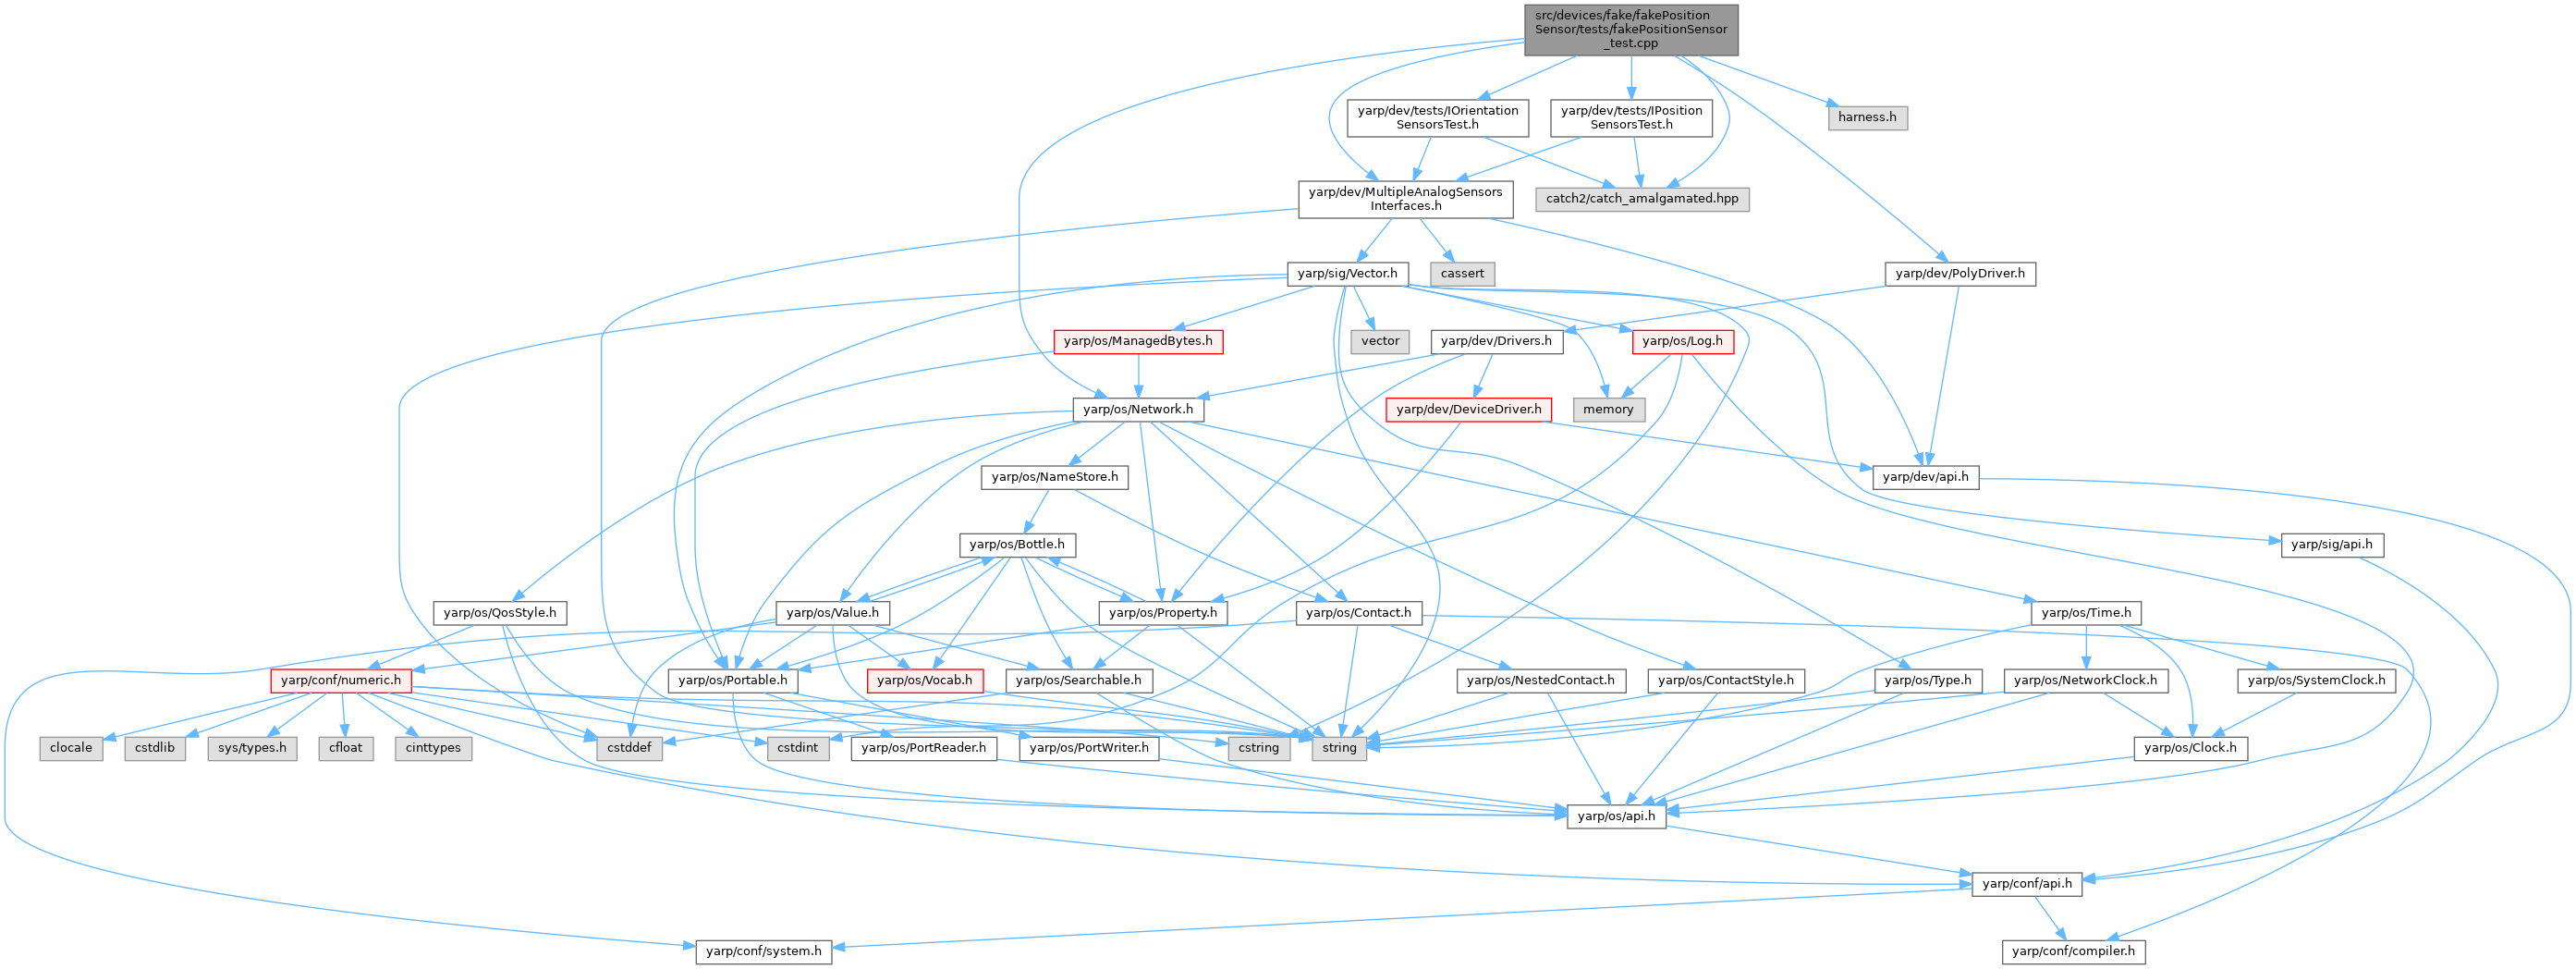 src/devices/fake/fakePosition
Sensor/tests/fakePositionSensor
_test.cpp
yarp/dev/tests/IOrientation
SensorsTest.h
yarp/dev/tests/IPosition
SensorsTest.h
harness.h
yarp/dev/MultipleAnalogSensors
Interfaces.h
catch2/catch_amalgamated.hpp
yarp/sig/Vector.h
cassert
yarp/dev/PolyDriver.h
yarp/os/ManagedBytes.h
vector
yarp/dev/Drivers.h
yarp/os/Log.h
yarp/os/Network.h
yarp/dev/DeviceDriver.h
memory
yarp/os/NameStore.h
yarp/dev/api.h
yarp/os/Bottle.h
yarp/sig/api.h
yarp/os/QosStyle.h
yarp/os/Value.h
yarp/os/Property.h
yarp/os/Contact.h
yarp/os/Time.h
yarp/conf/numeric.h
yarp/os/Portable.h
yarp/os/Vocab.h
yarp/os/Searchable.h
yarp/os/NestedContact.h
yarp/os/ContactStyle.h
yarp/os/Type.h
yarp/os/NetworkClock.h
yarp/os/SystemClock.h
clocale
cstdlib
sys/types.h
cfloat
cinttypes
cstddef
cstdint
yarp/os/PortReader.h
yarp/os/PortWriter.h
cstring
string
yarp/os/Clock.h
yarp/os/api.h
yarp/conf/api.h
yarp/conf/system.h
yarp/conf/compiler.h